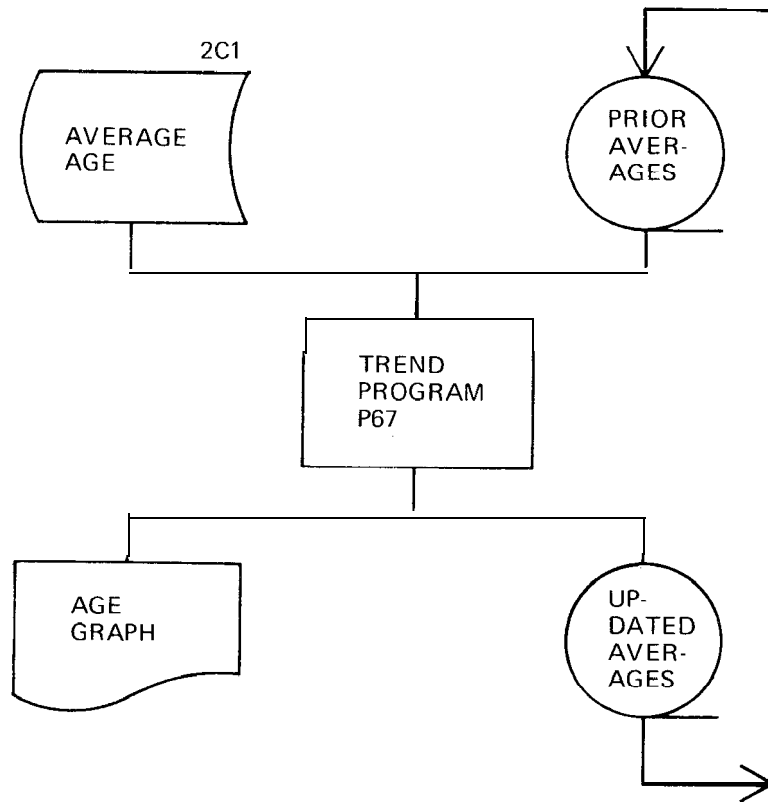 2C1
AVERAGE
AGE
PRIOR
AVER-
AGES
TREND
PROGRAM
P67
AGE
GRAPH
UP-
DATED
AVER-
AGES